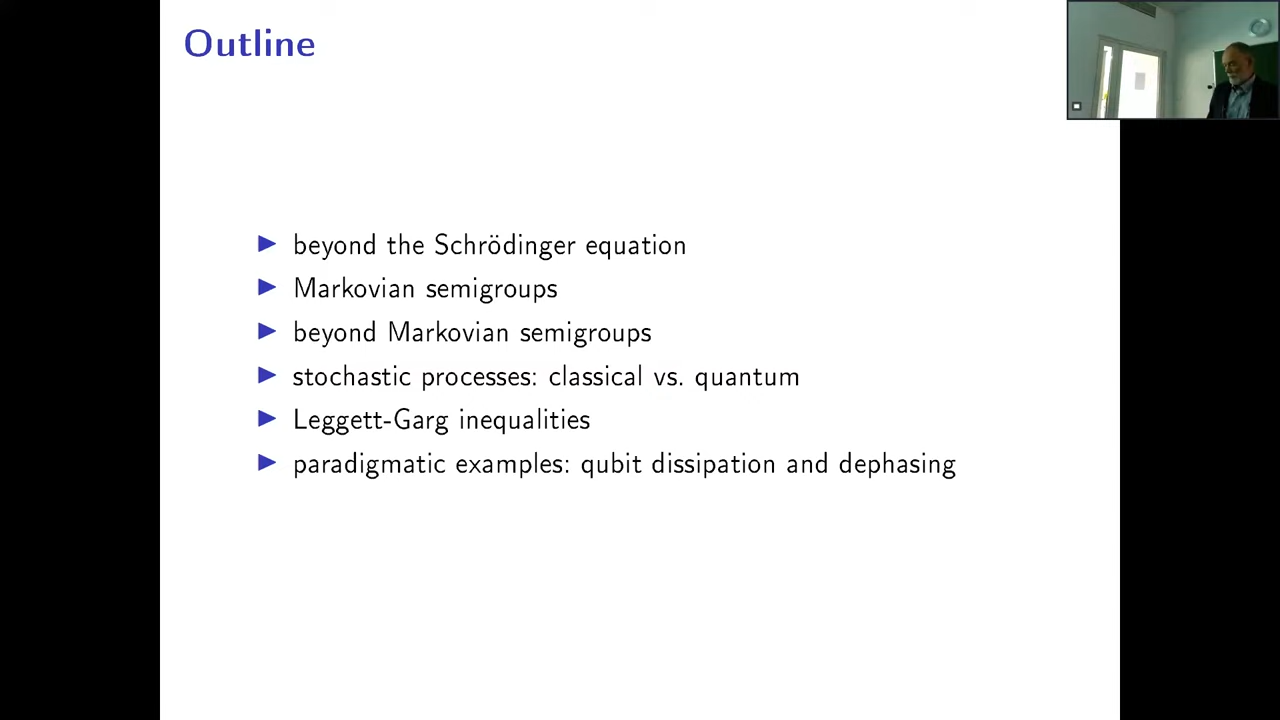 Outline
beyond the Schrödinger equation
Markovian semigroups
beyond Markovian semigroups
stochastic processes: classical vs. quantum
Leggett-Garg inequalities
paradigmatic examples: qubit dissipation and dephasing